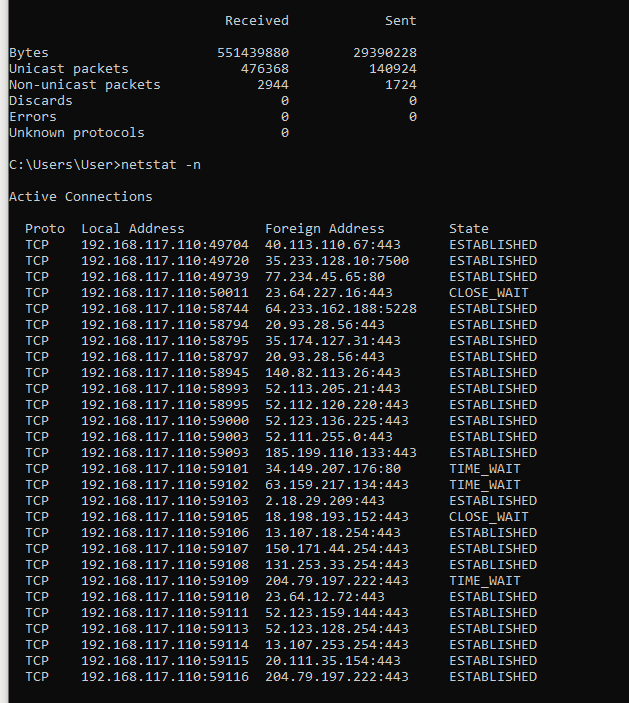 Received Sent
Bytes 551439880 29390228
Unicast packets 476368 140924
Non-unicast packets 2944 1724
Discards 0 0
Errors 0 0
Unknown protocols 0
C:\Users\User>netstat -n
Active Connections
Proto Local Address Foreign Address State
TCP 192.168.117.110:49704 40.113.110.67:443 ESTABLISHED
TCP 192.168.117.110:49720 35.233.128.10:7500 ESTABLISHED
TCP 192.168.117.110:49739 77.234.45.65:80 ESTABLISHED
TCP 192.168.117.110:50011 23.64.227.16:443 CLOSE_WAIT
TCP 192.168.117.110:58744 64.233.162.188:5228 ESTABLISHED
TCP 192.168.117.110:58794 20.93.28.56:443 ESTABLISHED
TCP 192.168.117.110:58795 35.174.127.31:443 ESTABLISHED
TCP 192.168.117.110:58797 20.93.28.56:443 ESTABLISHED
TCP 192.168.117.110:58945 140.82.113.26:443 ESTABLISHED
TCP 192.168.117.110:58993 52.113.205.21:443 ESTABLISHED
TCP 192.168.117.110:58995 52.112.120.220:443 ESTABLISHED
TCP 192.168.117.110:59000 52.123.136.225:443 ESTABLISHED
TCP 192.168.117.110:59003 52.111.255.0:443 ESTABLISHED
TCP 192.168.117.110:59093 185.199.110.133:443 ESTABLISHED
TCP 192.168.117.110:59101 34.149.207.176:80 TIME_WAIT
TCP 192.168.117.110:59102 63.159.217.134:443 TIME_WAIT
TCP 192.168.117.110:59103 2.18.29.209:443 ESTABLISHED
TCP 192.168.117.110:59105 18.198.193.152:443 CLOSE_WAIT
TCP 192.168.117.110:59106 13.107.18.254:443 ESTABLISHED
TCP 192.168.117.110:59107 150.171.44.254:443 ESTABLISHED
TCP 192.168.117.110:59108 131.253.33.254:443 ESTABLISHED
TCP 192.168.117.110:59109 204.79.197.222:443 TIME_WAIT
TCP 192.168.117.110:59110 23.64.12.72:443 ESTABLISHED
TCP 192.168.117.110:59111 52.123.159.144:443 ESTABLISHED
TCP 192.168.117.110:59113 52.123.128.254:443 ESTABLISHED
TCP 192.168.117.110:59114 13.107.253.254:443 ESTABLISHED
TCP 192.168.117.110:59115 20.111.35.154:443 ESTABLISHED
TCP 192.168.117.110:59116 204.79.197.222:443 ESTABLISHED